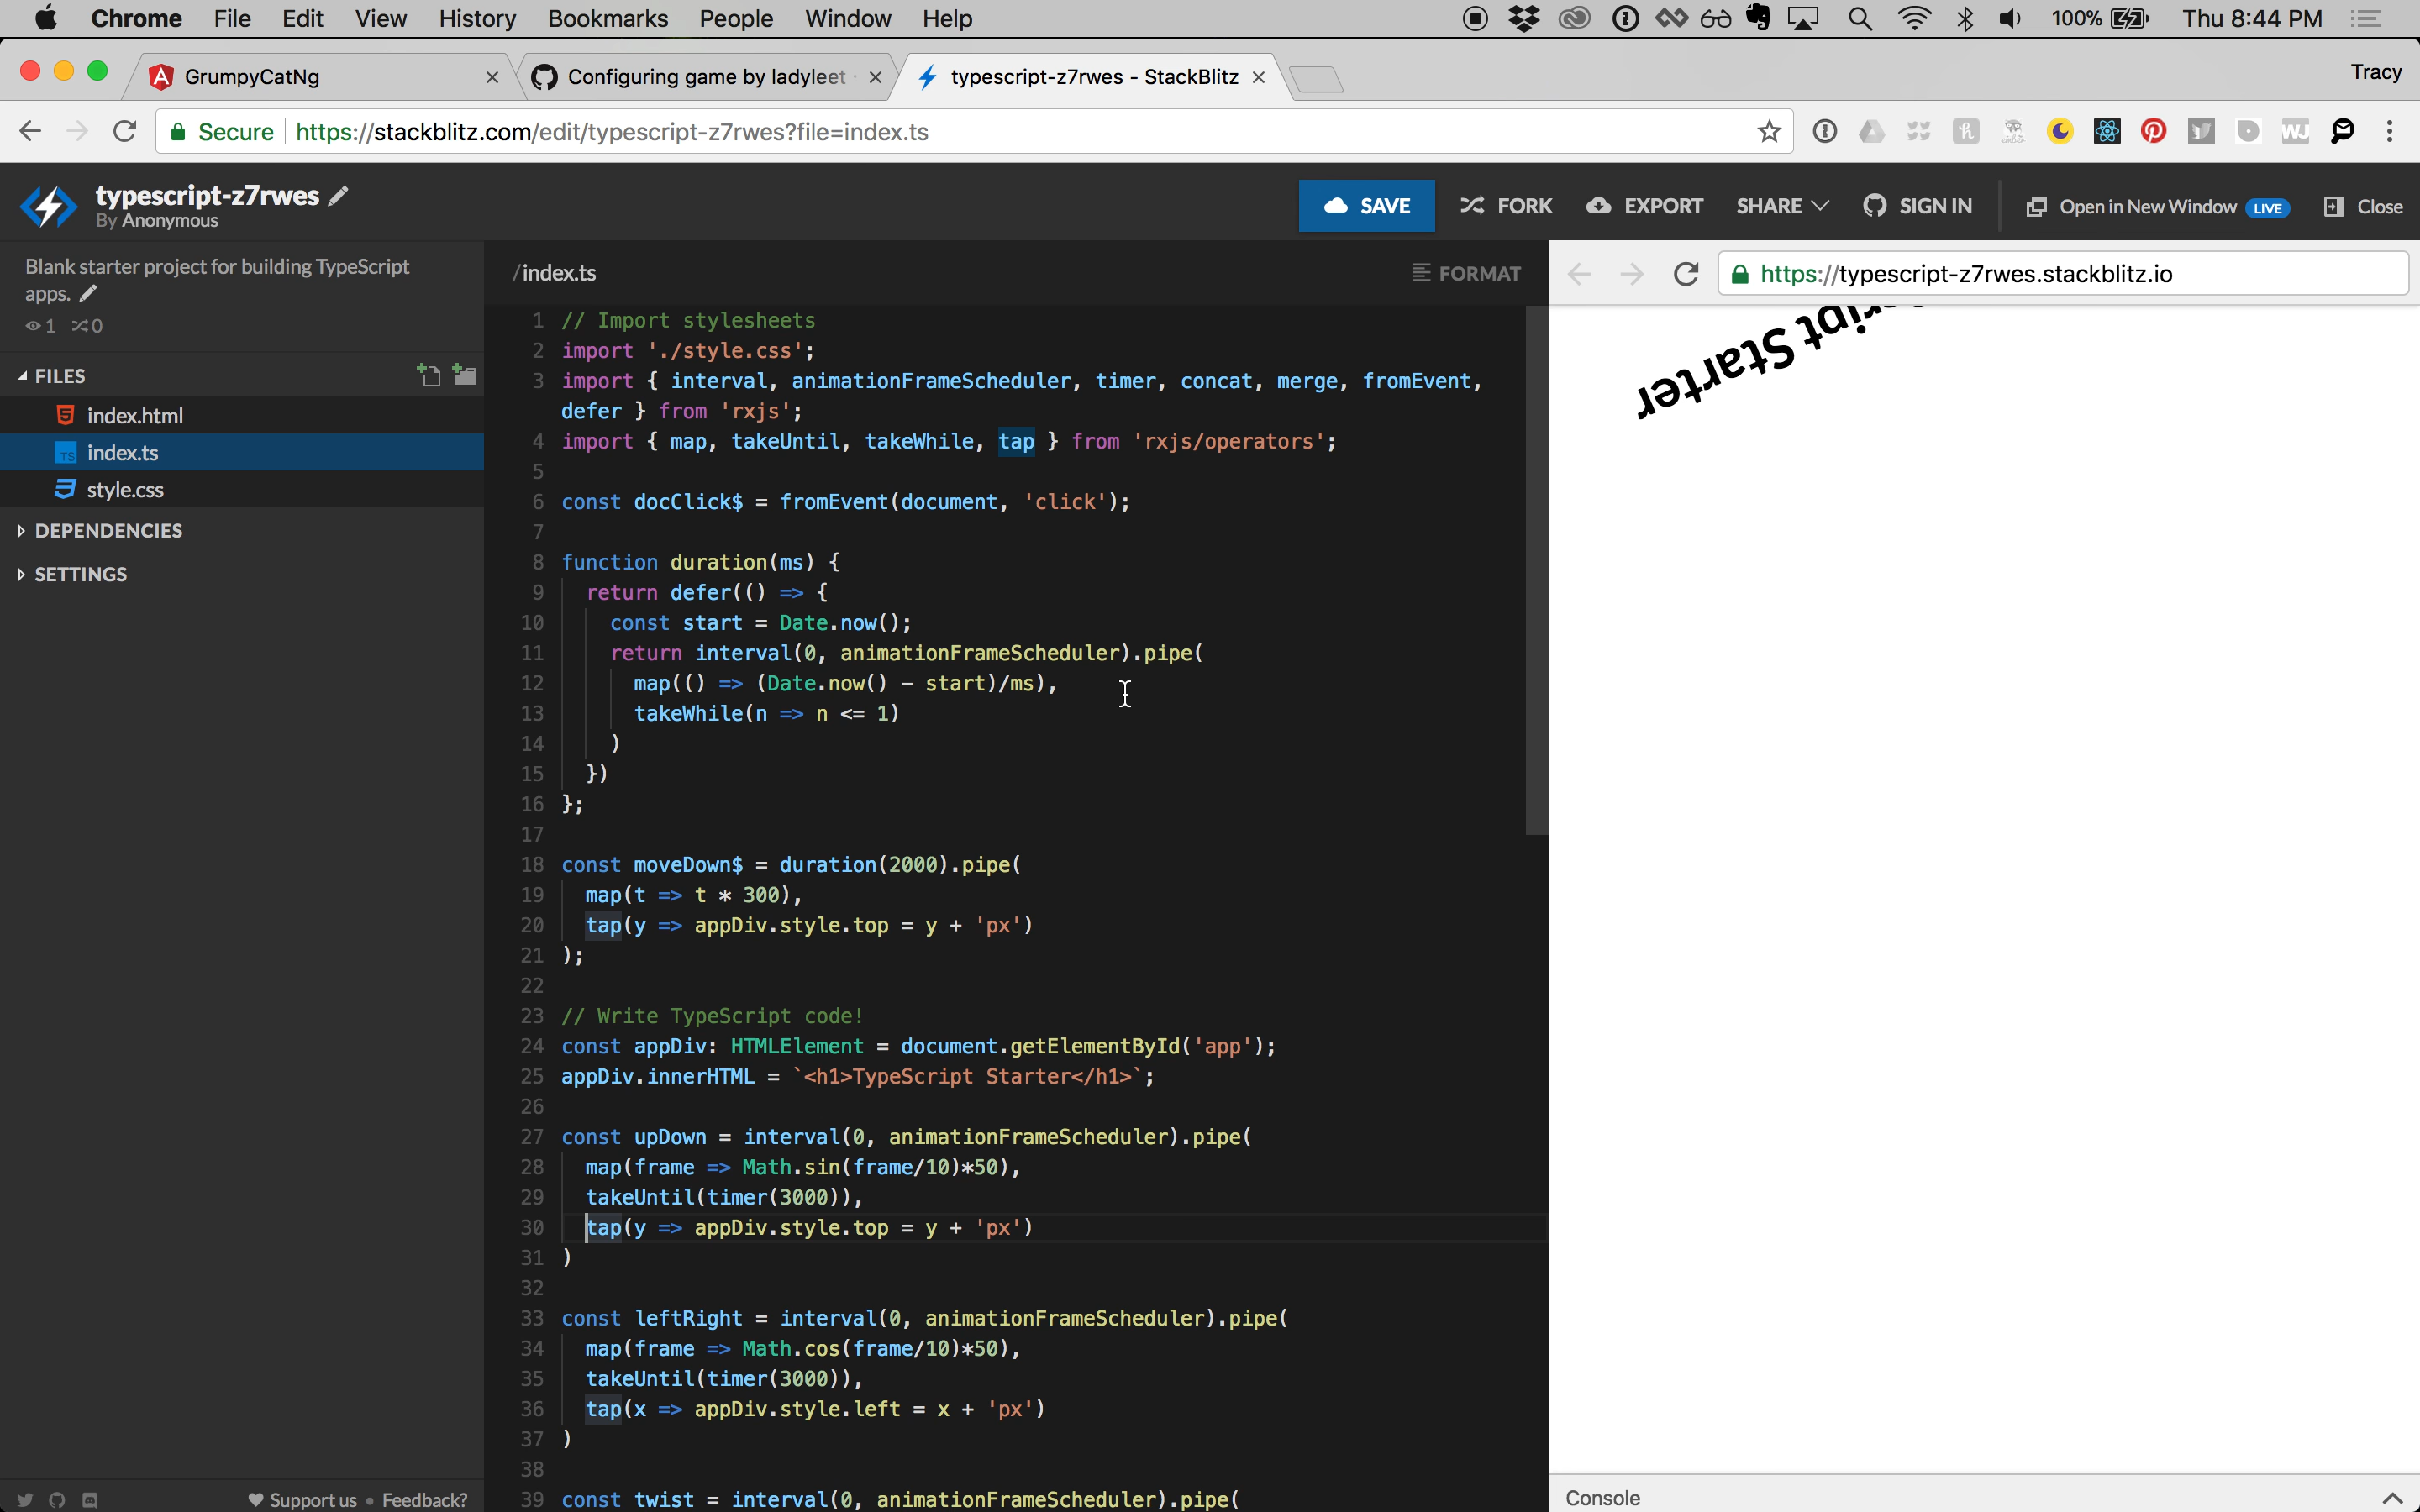 Chrome File Edit View History Bookmarks People Window Help
100% Thu 8:44 PM
GrumpyCatNg
Configuring game by ladyleet
typescript-z7rwes - StackBlitz
Tracy
Secure https://stackblitz.com/edit/typescript-z7rwes?file=index.ts
typescript-z7rwes
By Anonymous
SAVE FORK EXPORT SHARE SIGN IN Open in New Window LIVE Close
Blank starter project for building TypeScript
apps.
1 0
FILES
index.html
TS index.ts
style.css
DEPENDENCIES
SETTINGS
Support us • Feedback?
/index.ts
FORMAT
1 // Import stylesheets
2 import './style.css';
3 import { interval, animationFrameScheduler, timer, concat, merge, fromEvent,
defer } from 'rxjs';
4 import { map, takeUntil, takeWhile, tap } from 'rxjs/operators';
5
6 const docClick$ = fromEvent(document, 'click');
7
8 function duration(ms) {
9 return defer(() => {
10 const start = Date.now();
11 return interval(0, animationFrameScheduler).pipe(
12 map(() => (Date.now() - start)/ms),
13 takeWhile(n => n <= 1)
14 )
15 })
16 };
17
18 const moveDown$ = duration(2000).pipe(
19 map(t => t * 300),
20 tap(y => appDiv.style.top = y + 'px')
21 );
22
23 // Write TypeScript code!
24 const appDiv: HTMLElement = document.getElementById('app');
25 appDiv.innerHTML = `<h1>TypeScript Starter</h1>`;
26
27 const upDown = interval(0, animationFrameScheduler).pipe(
28 map(frame => Math.sin(frame/10)*50),
29 takeUntil(timer(3000)),
30 tap(y => appDiv.style.top = y + 'px')
31 )
32
33 const leftRight = interval(0, animationFrameScheduler).pipe(
34 map(frame => Math.cos(frame/10)*50),
35 takeUntil(timer(3000)),
36 tap(x => appDiv.style.left = x + 'px')
37 )
38
39 const twist = interval(0, animationFrameScheduler).pipe(
https://typescript-z7rwes.stackblitz.io
Starter
Console